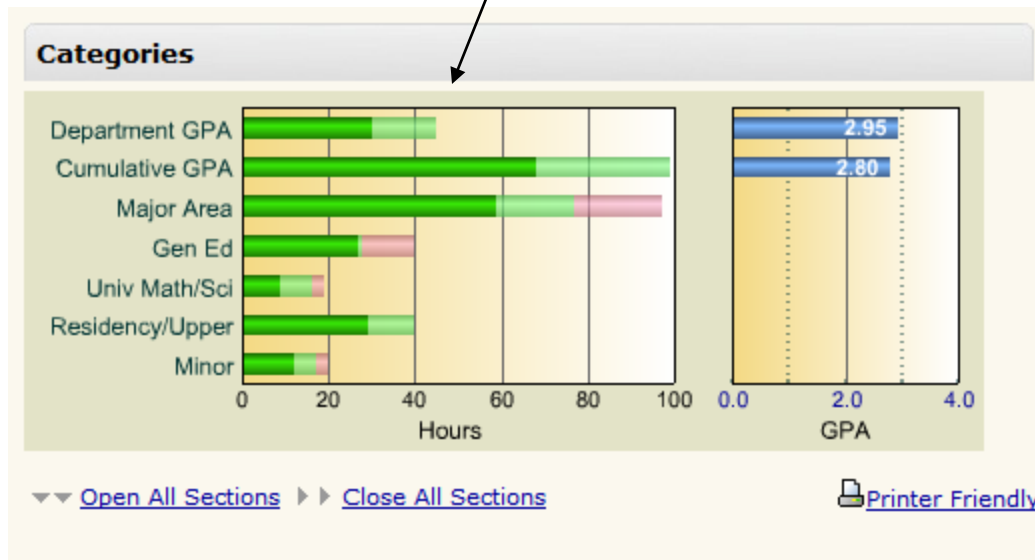 Categories
Department GPA
2.95
Cumulative GPA
2.80
Major Area
Gen Ed
Univ Math/Sci
Residency/Upper
Minor
0 20 40 60 80 100
0.0 2.0 4.0
Hours
GPA
Open All Sections Close All Sections
Printer Friendly